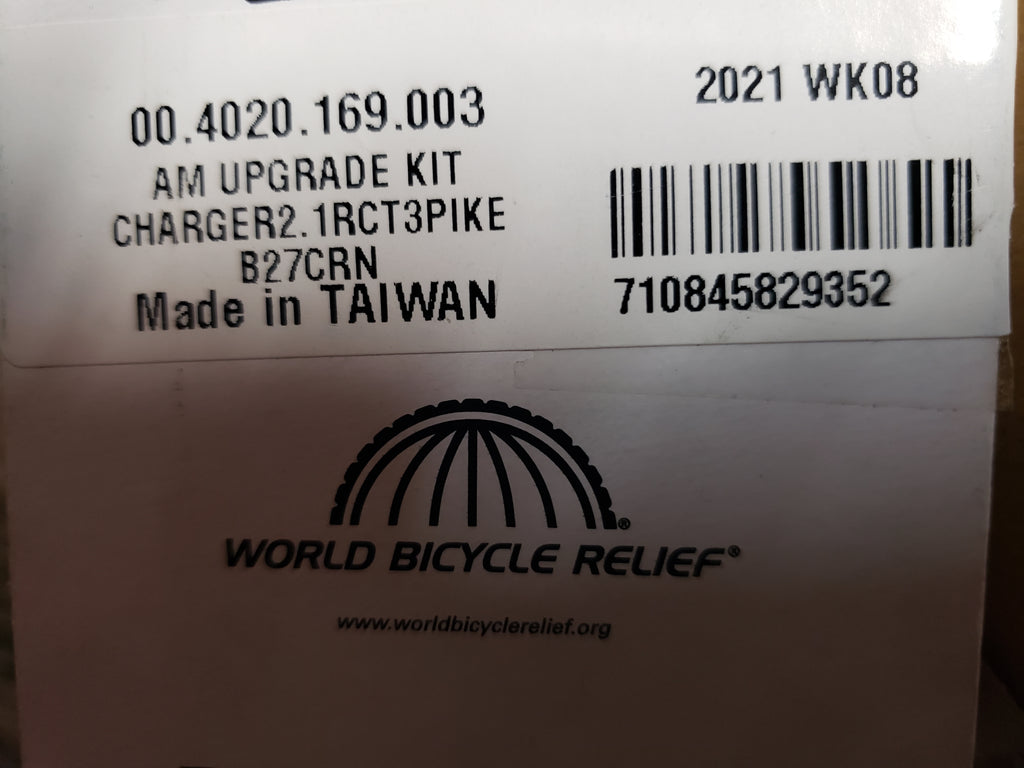 00.4020.169.003
AM UPGRADE KIT
CHARGER2.1RCT3PIKE
B27CRN
Made in TAIWAN
2021 WK08
710845829352
WORLD BICYCLE RELIEF®
www.worldbicyclerelief.org